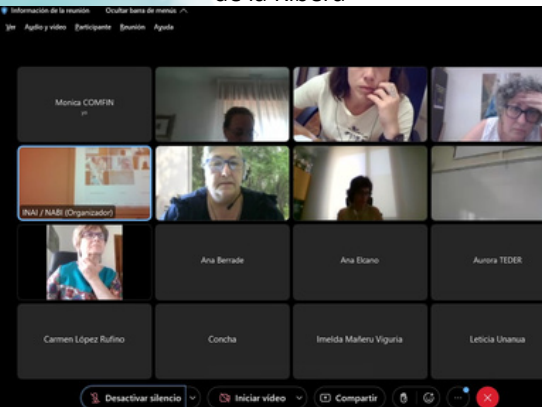 de la Ribera
Información de la reunión Ocultar barra de menús
Ver Audio y vídeo Participante Reunión Ayuda
Monica COMFIN
yn
INAI / NABI (Organizador)
Ana Berrade
Ana Elcano
Aurora TEDER
Carmen López Rufino
Concha
Imelda Mañeru Viguria
Leticia Unanua
Desactivar silencio
Iniciar vídeo
Compartir